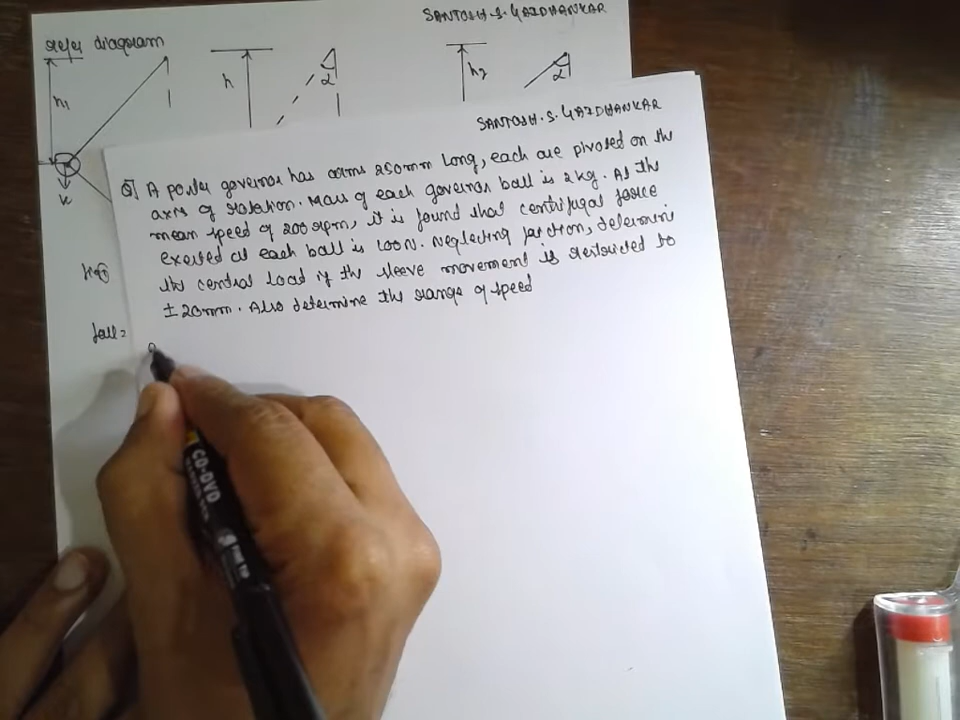 SANTOSH.S.GAIDHANKAR
refer diagram
h1
h
α
h2
α
SANTOSH.S.GAIDHANKAR
Q] A porter governor has arms 250mm long, each are pivoted on the
axis of rotation. Mass of each governor ball is 2kg. At the
mean speed of 200 rpm, it is found that centrifugal force
exerted at each ball is 100N. Neglecting friction, determine
the central load if the sleeve movement is restricted to
± 20mm. Also determine the range of speed
CD-DVD